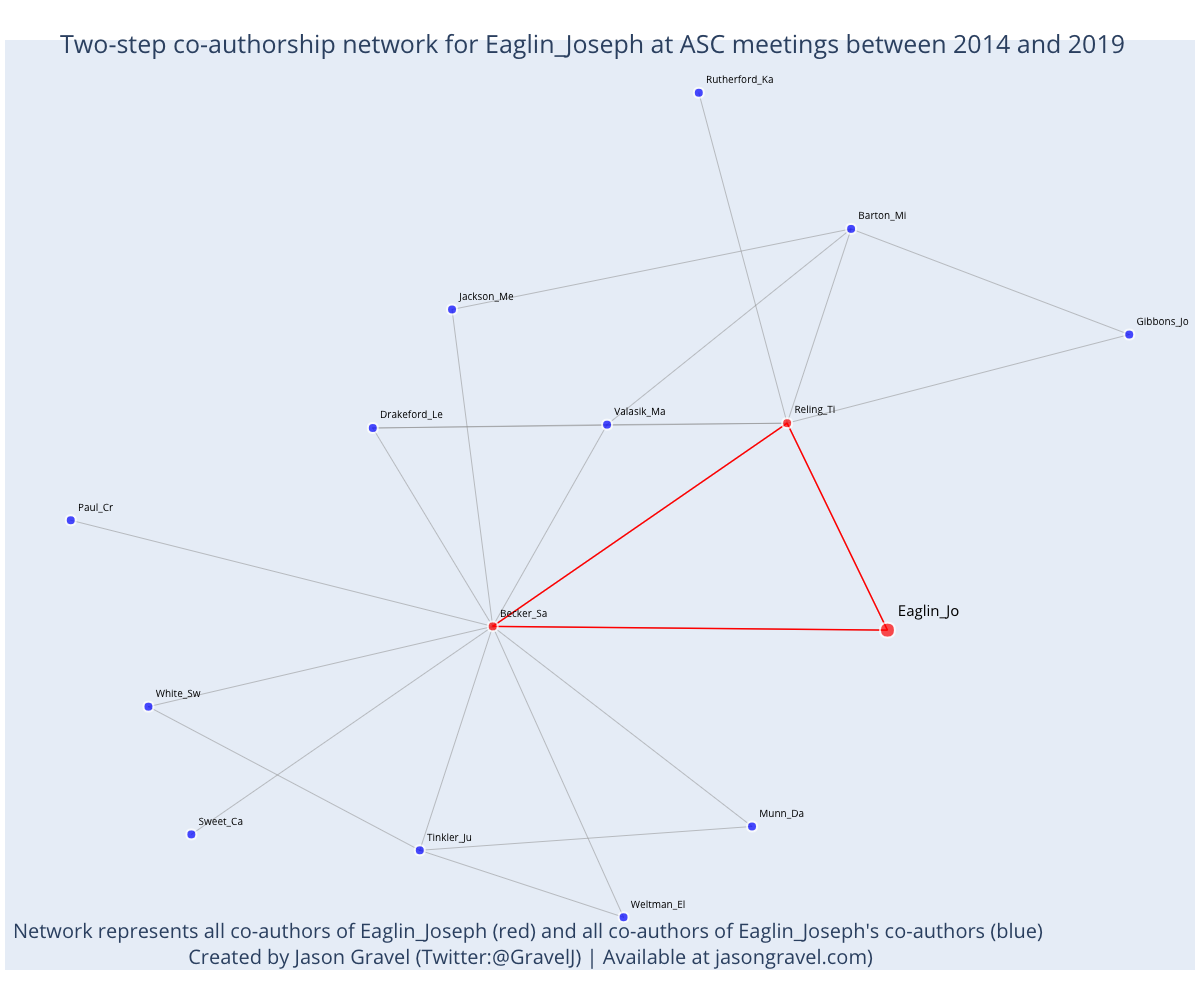 Two-step co-authorship network for Eaglin_Joseph at ASC meetings between 2014 and 2019
Rutherford_Ka
Barton_Mi
Jackson_Me
Gibbons_Jo
Reling_Ti
Drakeford_Le
Valasik_Ma
Paul_Cr
Eaglin_Jo
Becker_Sa
White_Sw
Munn_Da
Sweet_Ca
Tinkler_Ju
Weltman_El
Network represents all co-authors of Eaglin_Joseph (red) and all co-authors of Eaglin_Joseph's co-authors (blue)
Created by Jason Gravel (Twitter:@GravelJ) | Available at jasongravel.com)